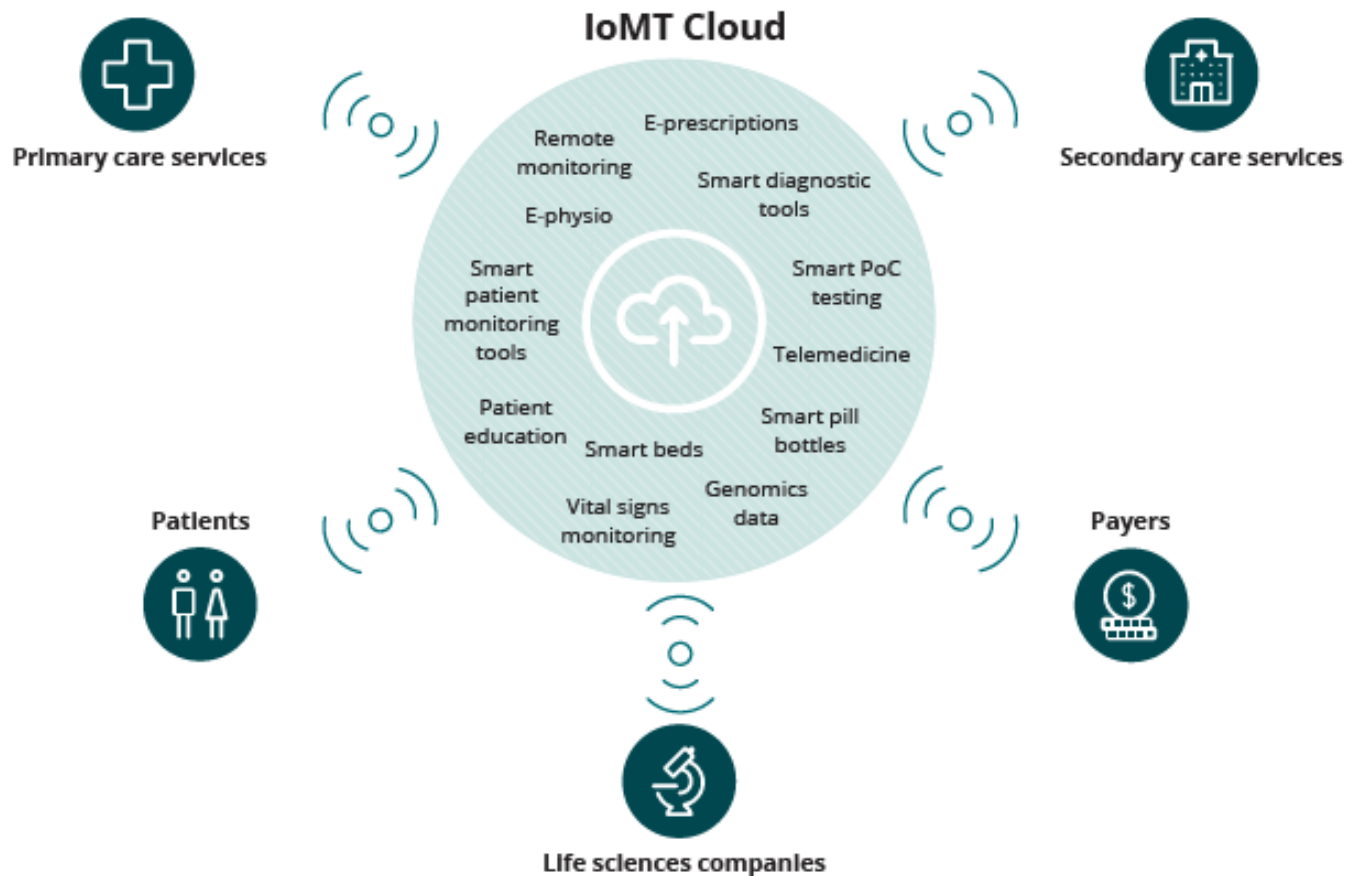 IoMT Cloud
Primary care services
Secondary care services
E-prescriptions
Remote
monitoring
Smart diagnostic
tools
E-physio
Smart
patient
monitoring
tools
Smart PoC
testing
Telemedicine
Patient
education
Smart pill
bottles
Smart beds
Genomics
data
Vital signs
monitoring
Patients
Payers
$
Life sciences companies